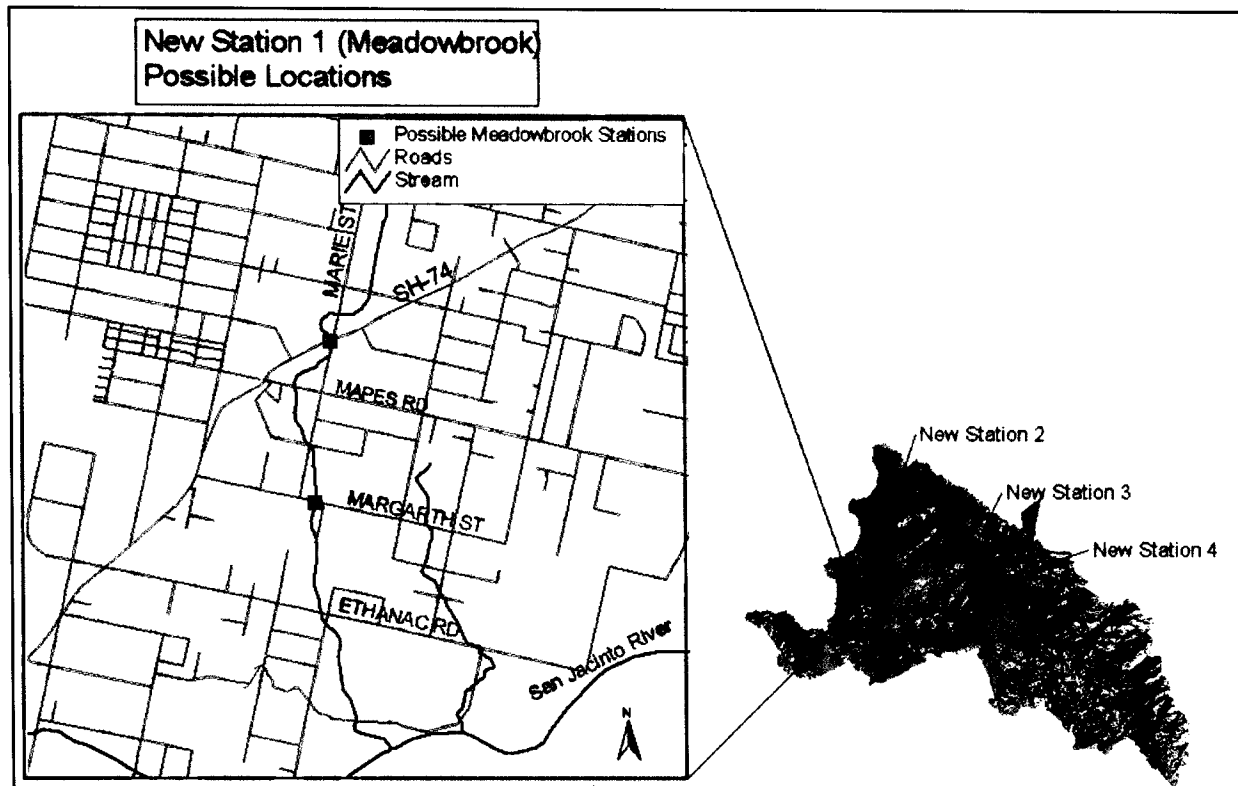 New Station 1 (Meadowbrook)
Possible Locations
Possible Meadowbrook Stations
Roads
Stream
MARIE ST
SH-74
MAPES RD
MARGARTH ST
ETHANAC RD
San Jacinto River
N
New Station 2
New Station 3
New Station 4